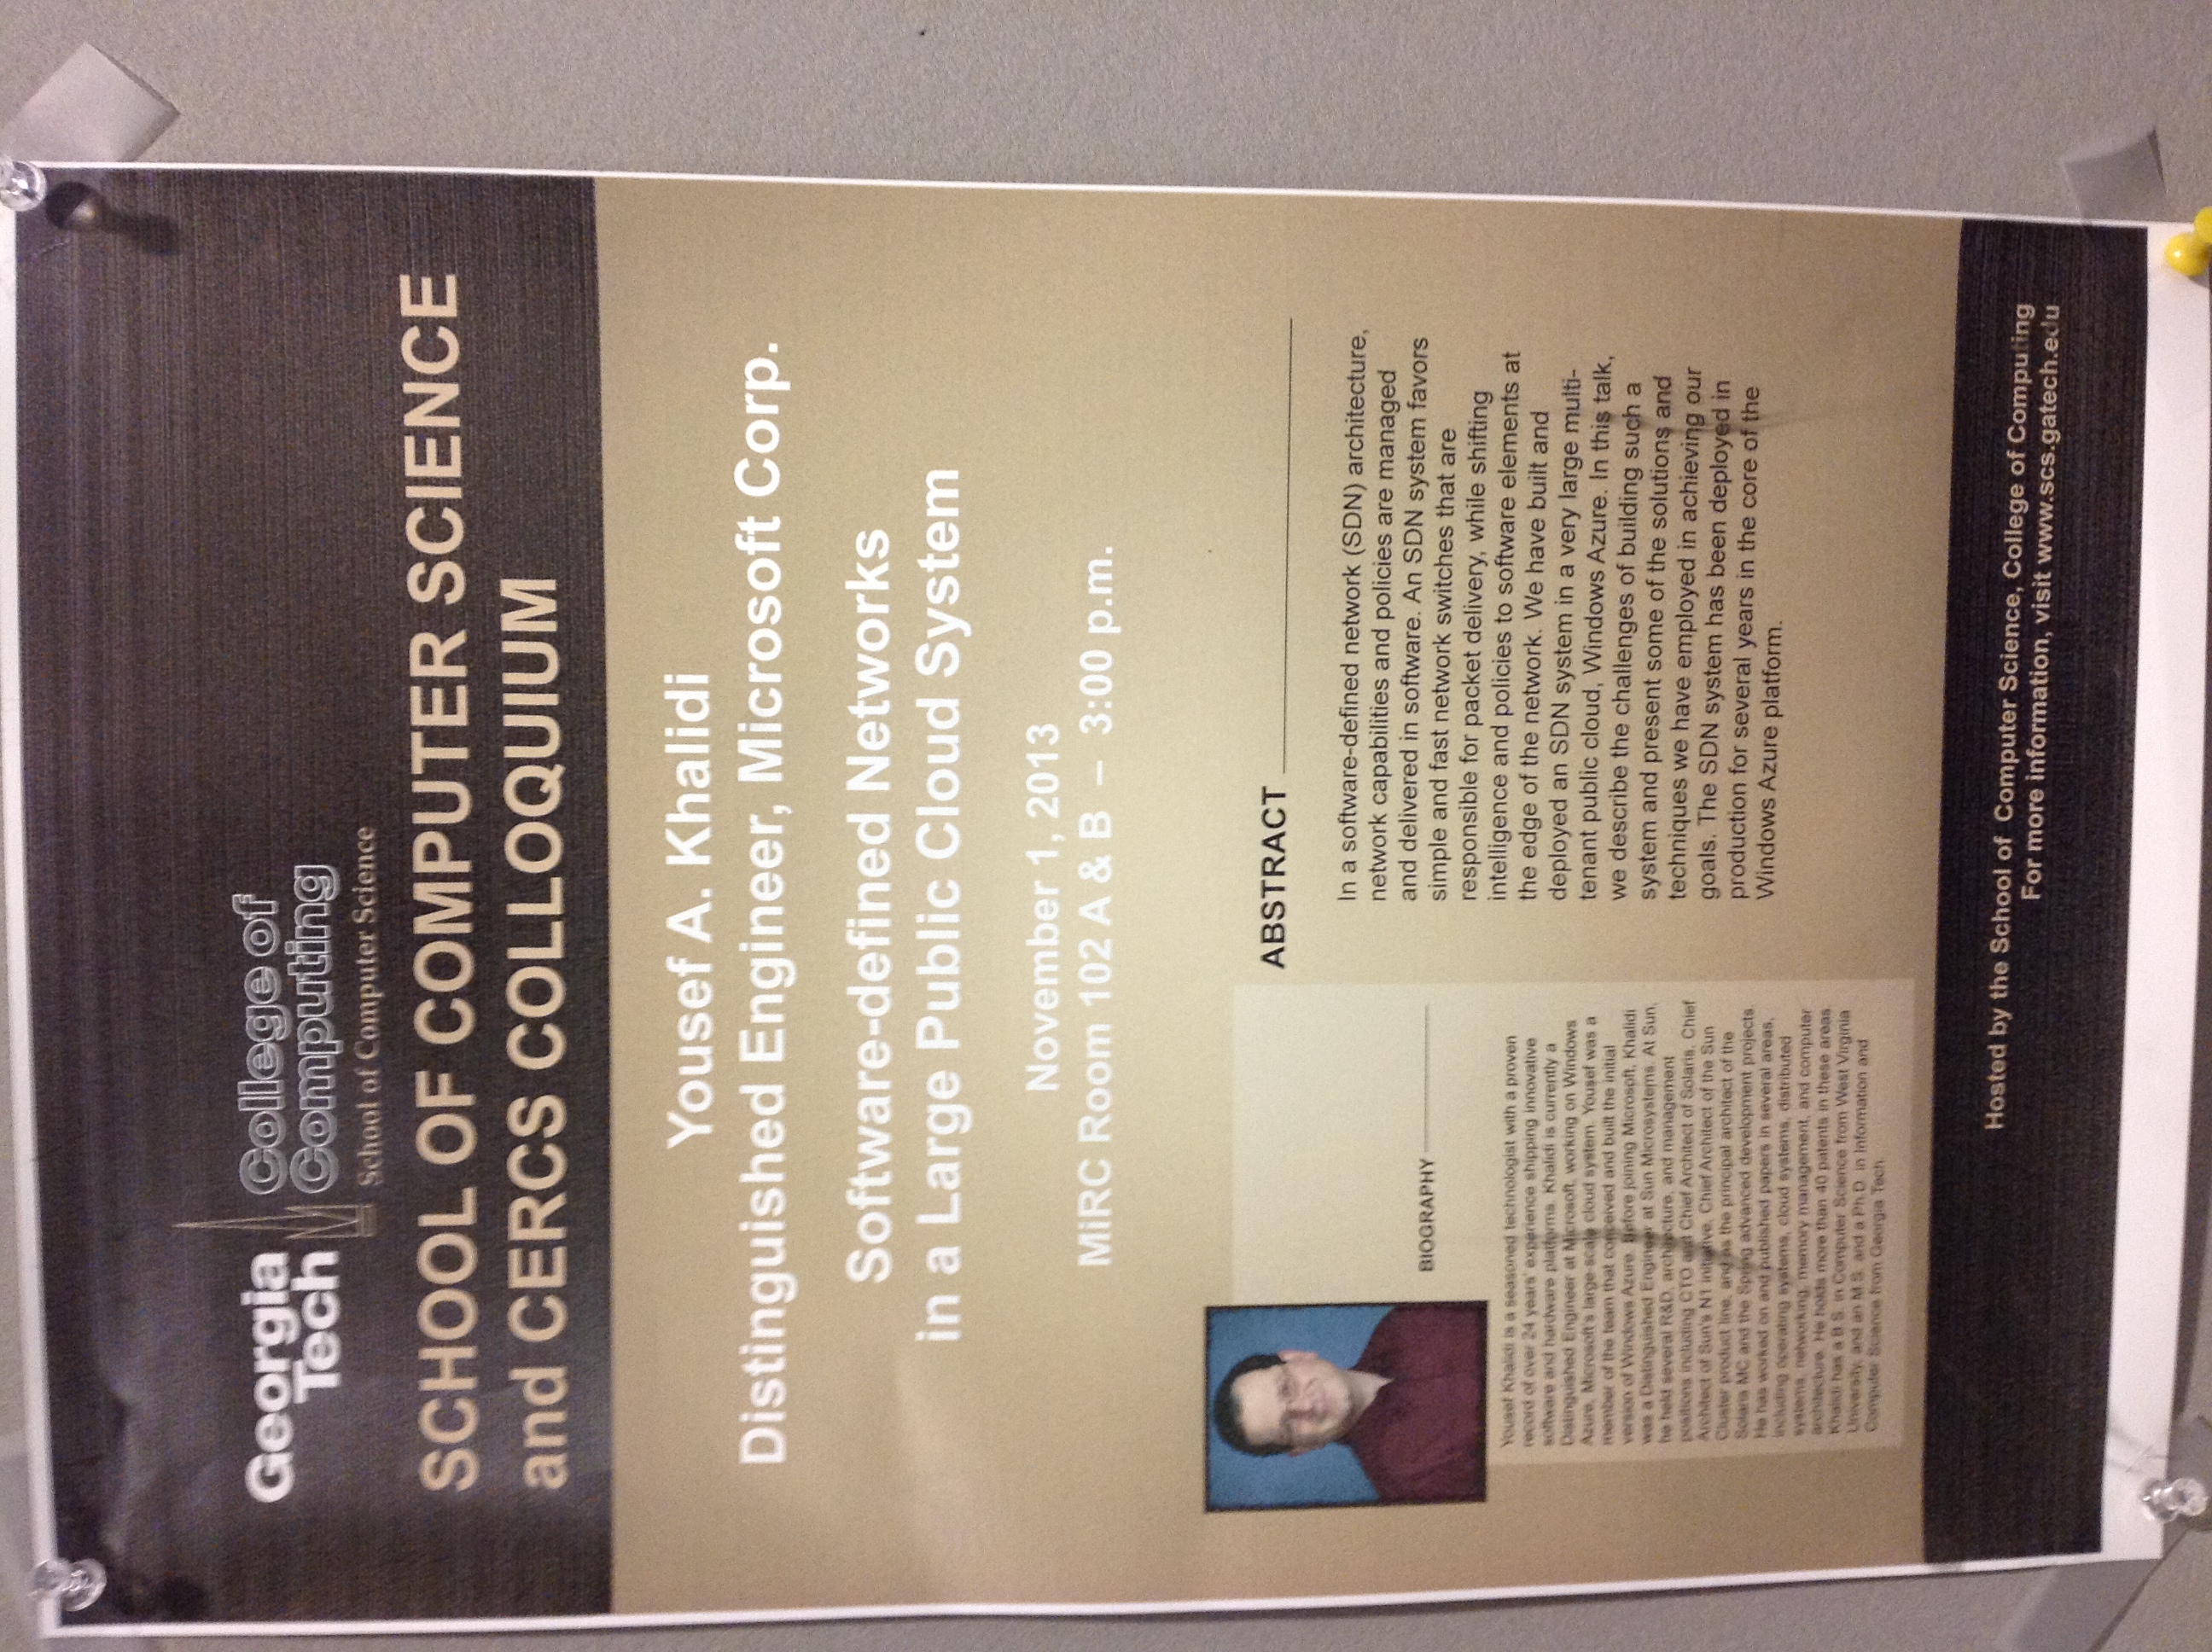 Georgia
Tech
College of
Computing
School of Computer Science
SCHOOL OF COMPUTER SCIENCE
and CERCS COLLOQUIUM
Yousef A. Khalidi
Distinguished Engineer, Microsoft Corp.
Software-defined Networks
in a Large Public Cloud System
November 1, 2013
MiRC Room 102 A & B – 3:00 p.m.
BIOGRAPHY
Yousef Khalidi is a seasoned technologist with a proven
record of over 24 years' experience shipping innovative
software and hardware platforms. Khalidi is currently a
Distinguished Engineer at Microsoft, working on Windows
Azure, Microsoft's large-scale cloud system. Yousef was a
member of the team that conceived and built the initial
version of Windows Azure. Before joining Microsoft, Khalidi
was a Distinguished Engineer at Sun Microsystems. At Sun,
he held several R&D, architecture, and management
positions including CTO and Chief Architect of Solaris, Chief
Architect of Sun's N1 initiative, Chief Architect of the Sun
Cluster product line, and as the principal architect of the
Solaris MC and the Spring advanced development projects.
He has worked on and published papers in several areas,
including operating systems, cloud systems, distributed
systems, networking, memory management, and computer
architecture. He holds more than 40 patents in these areas.
Khalidi has a B.S. in Computer Science from West Virginia
University, and an M.S. and a Ph.D. in Information and
Computer Science from Georgia Tech.
ABSTRACT
In a software-defined network (SDN) architecture,
network capabilities and policies are managed
and delivered in software. An SDN system favors
simple and fast network switches that are
responsible for packet delivery, while shifting
intelligence and policies to software elements at
the edge of the network. We have built and
deployed an SDN system in a very large multi-
tenant public cloud, Windows Azure. In this talk,
we describe the challenges of building such a
system and present some of the solutions and
techniques we have employed in achieving our
goals. The SDN system has been deployed in
production for several years in the core of the
Windows Azure platform.
Hosted by the School of Computer Science, College of Computing
For more information, visit www.scs.gatech.edu